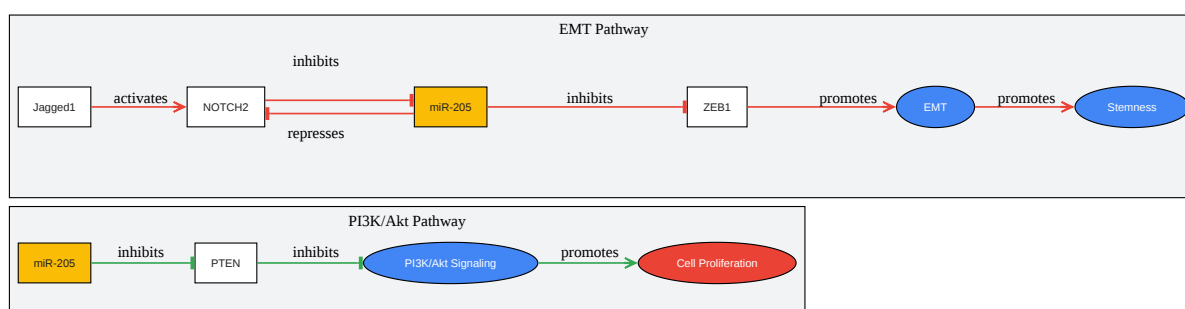 EMT Pathway
inhibits
Jagged1
activates
NOTCH2
miR-205
inhibits
ZEB1
promotes
EMT
promotes
Stemness
represses
PI3K/Akt Pathway
miR-205
inhibits
PTEN
inhibits
PI3K/Akt Signaling
promotes
Cell Proliferation